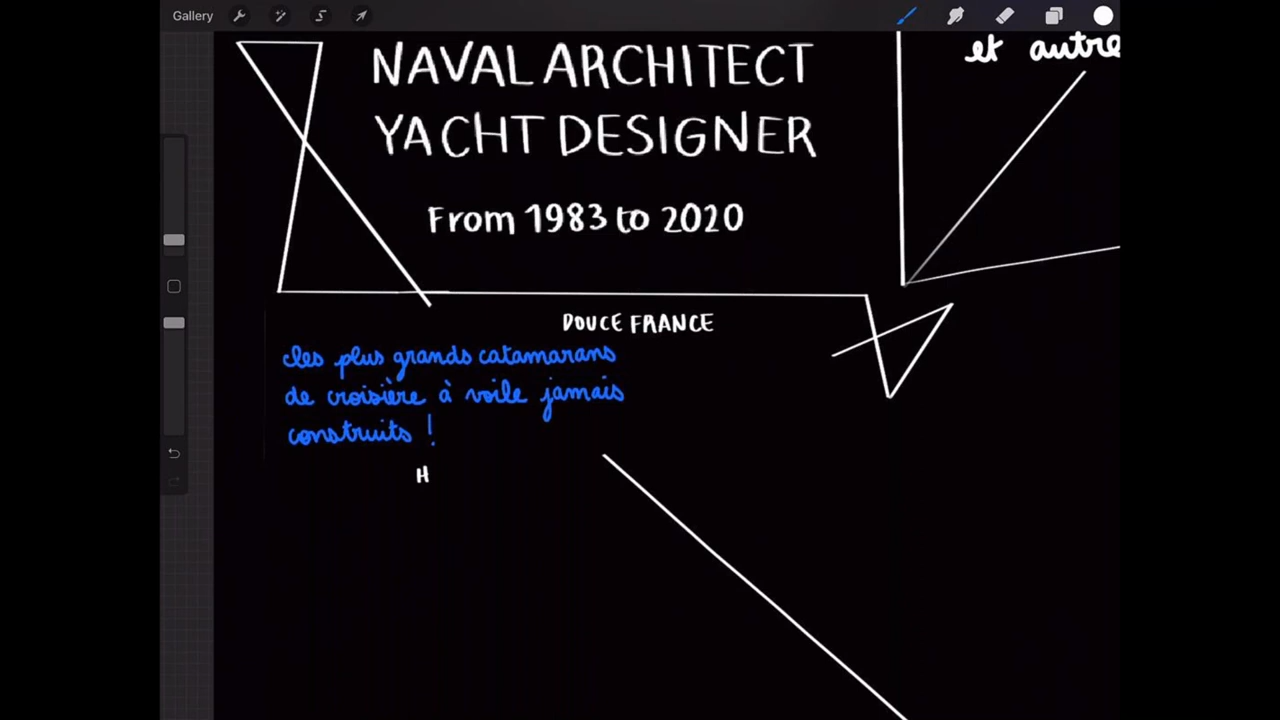 Gallery
NAVAL ARCHITECT
YACHT DESIGNER
From 1983 to 2020
et autre
DOUCE FRANCE
Les plus grands catamarans
de croisière à voile jamais
construits !
H